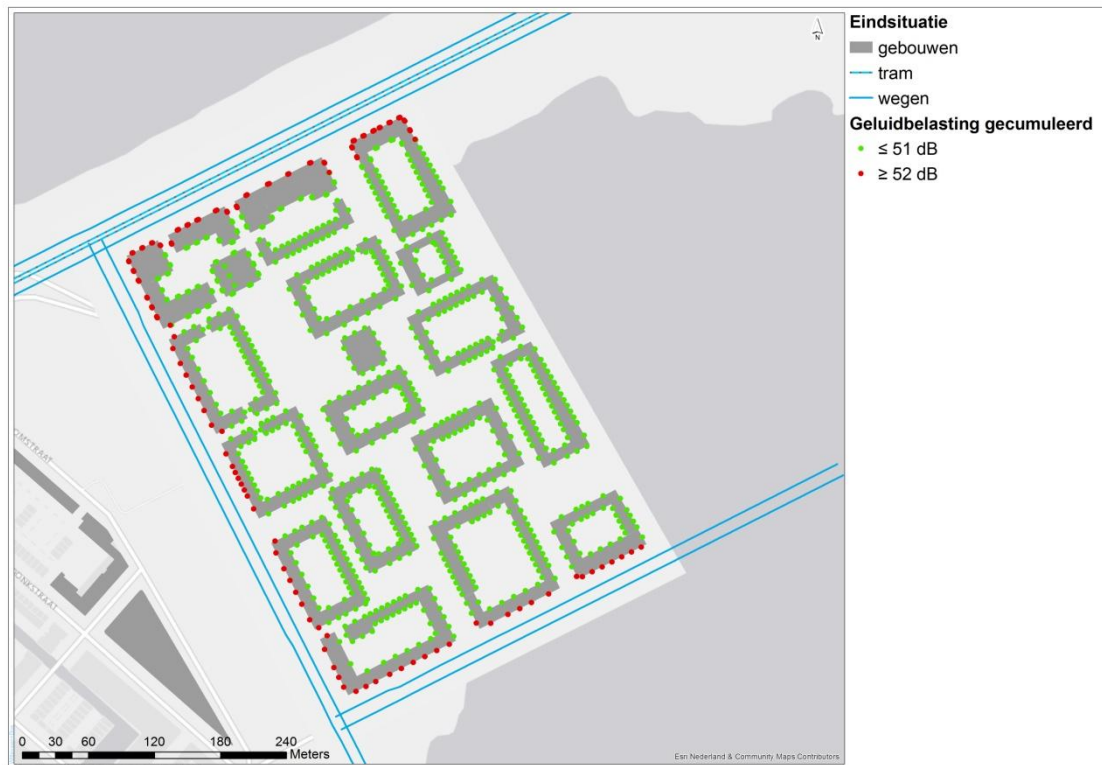 Eindsituatie
gebouwen
tram
wegen
Geluidbelasting gecumuleerd
≤ 51 dB
≥ 52 dB
N
0 30 60 120 180 240
Meters
Esri Nederland & Community Maps Contributors